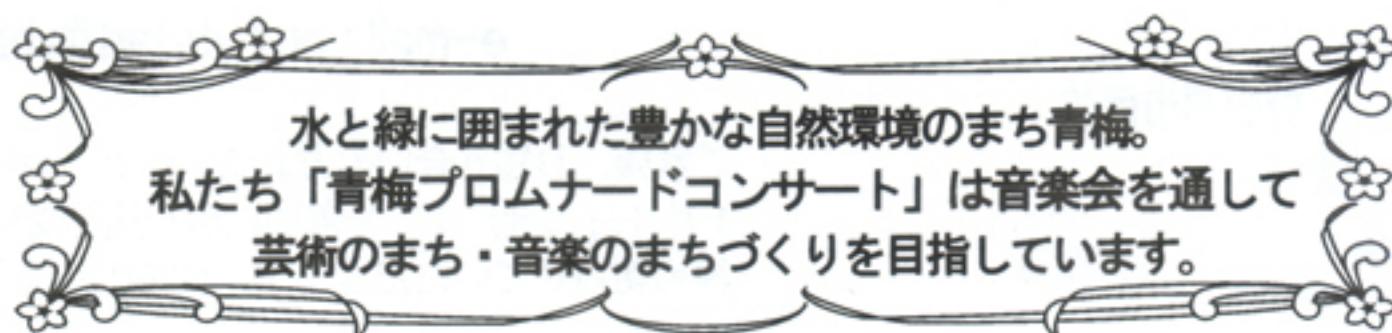 水と緑に囲まれた豊かな自然環境のまち青梅。
私たち「青梅プロムナードコンサート」は音楽会を通して
芸術のまち・音楽のまちづくりを目指しています。